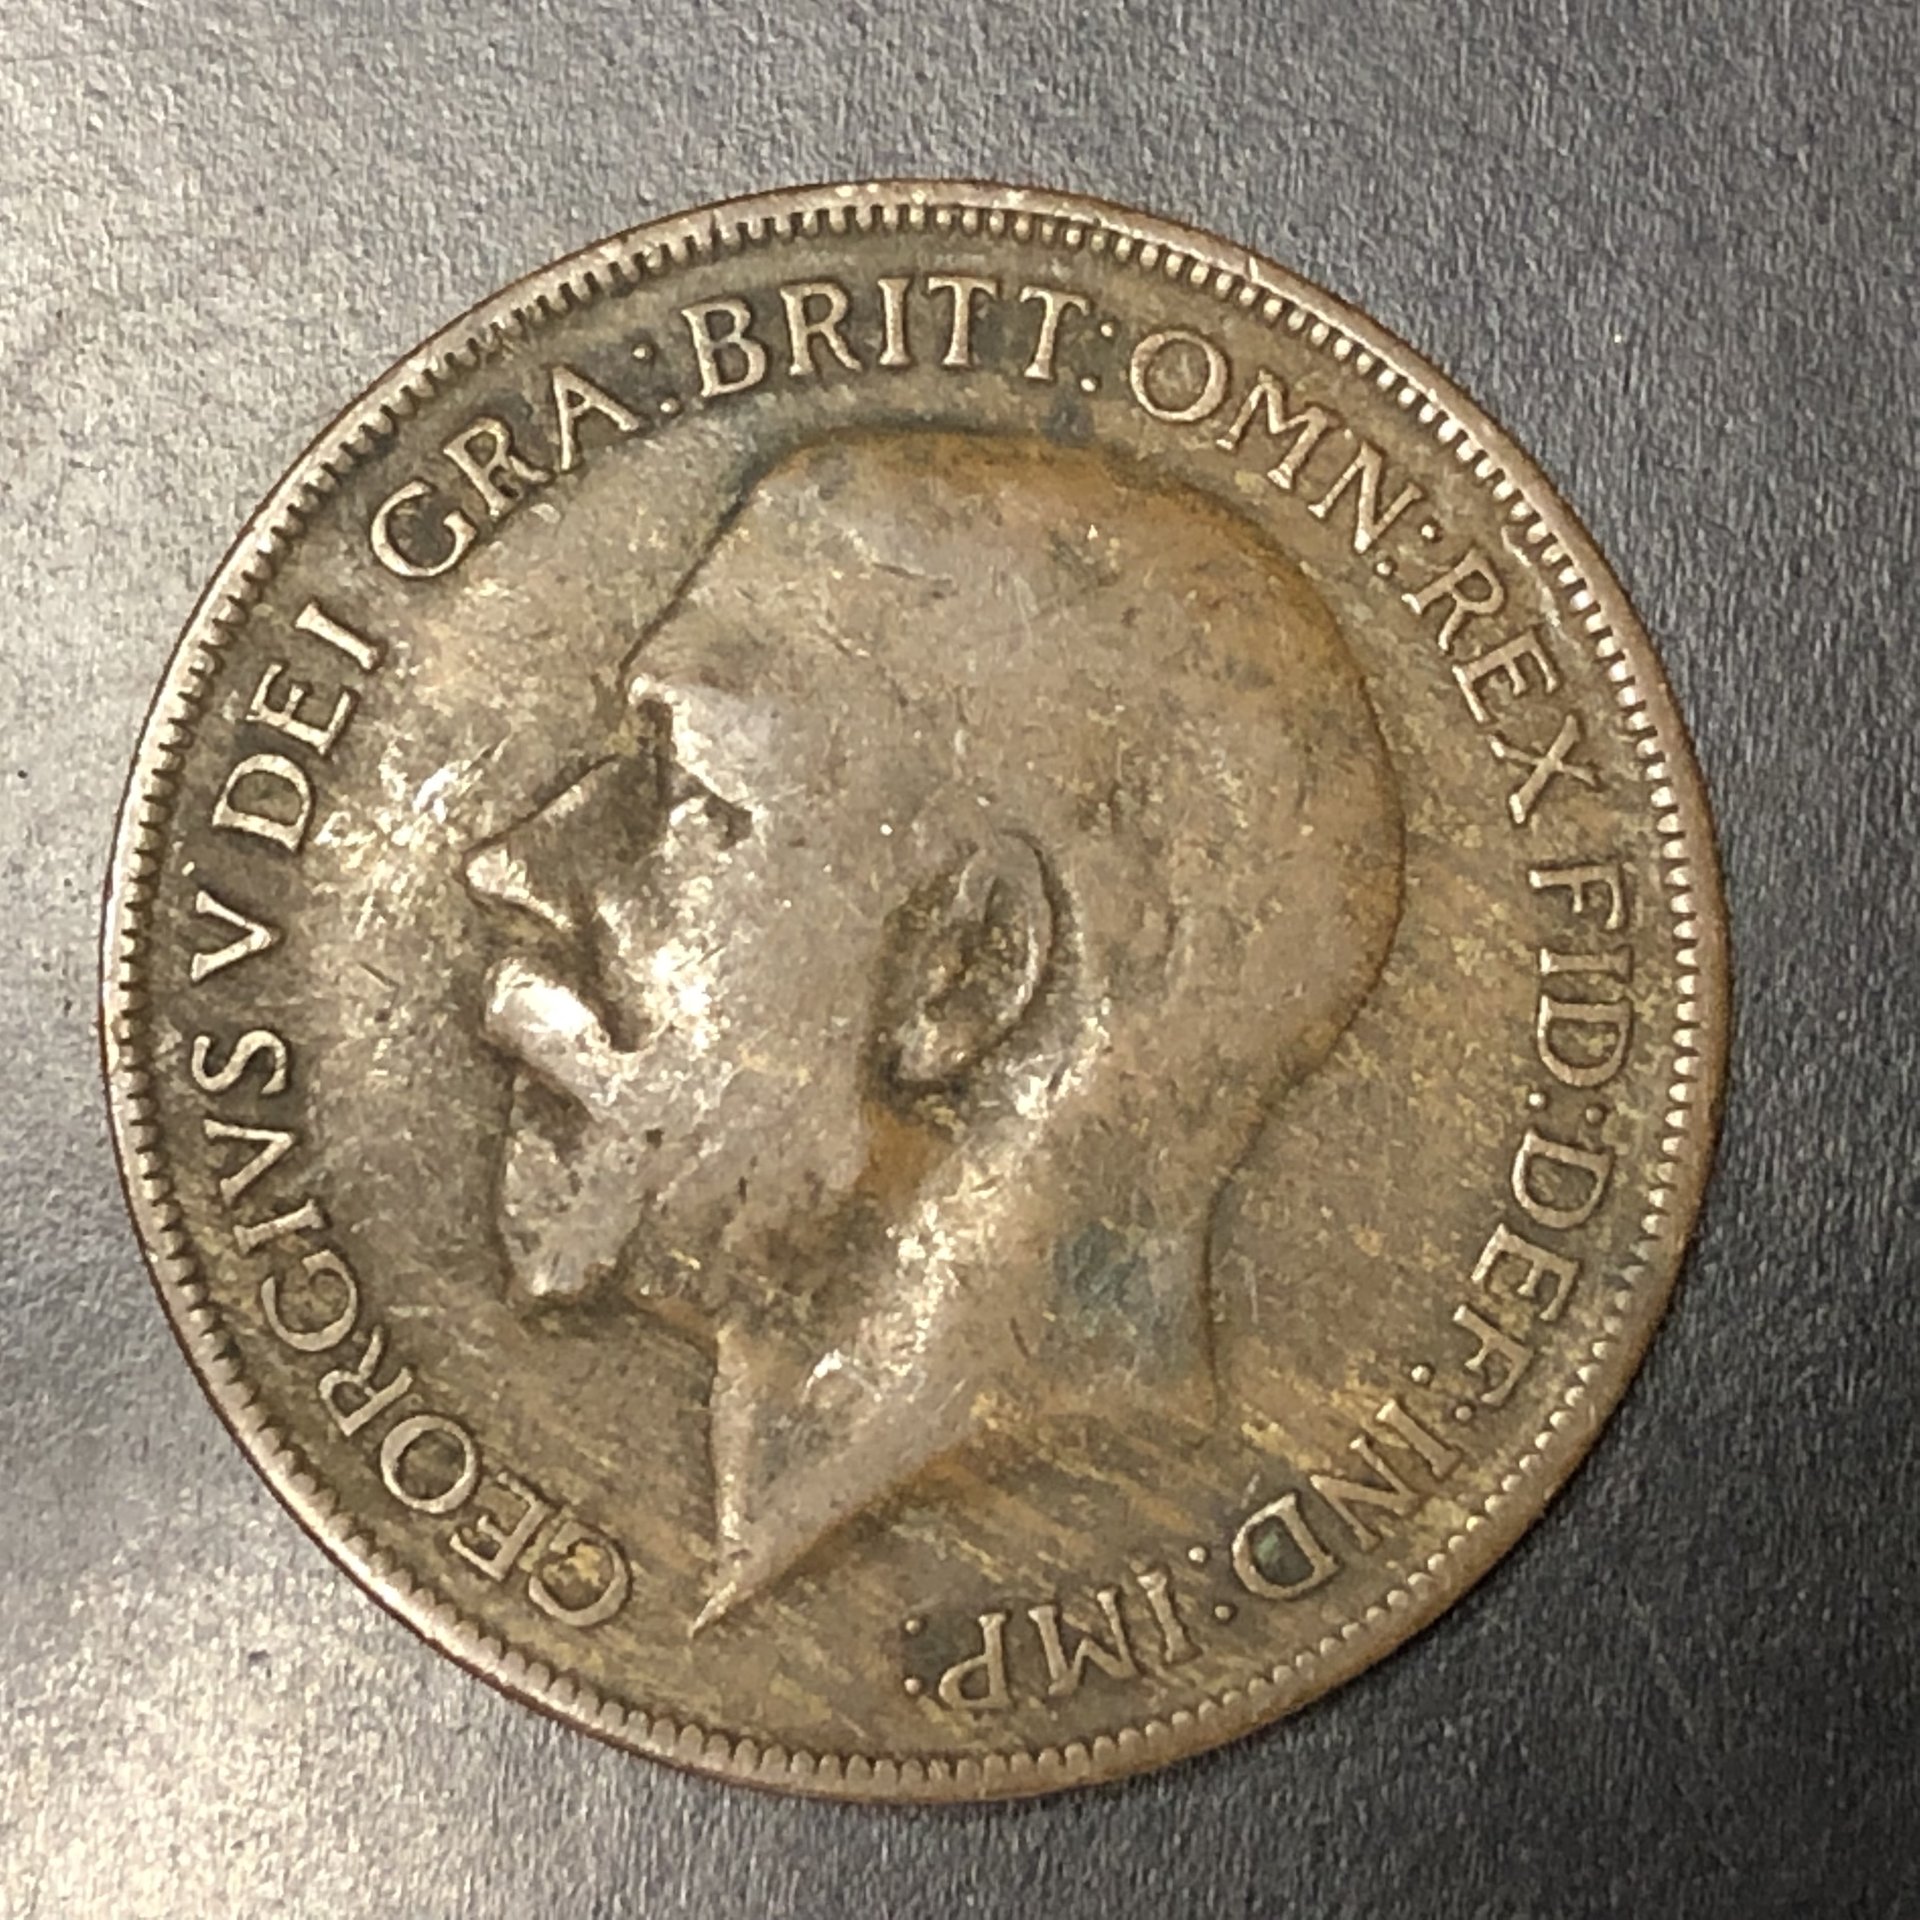 GEORGIVS V DEI GRA: BRITT: OMN: REX FID: DEF: IND: IMP: